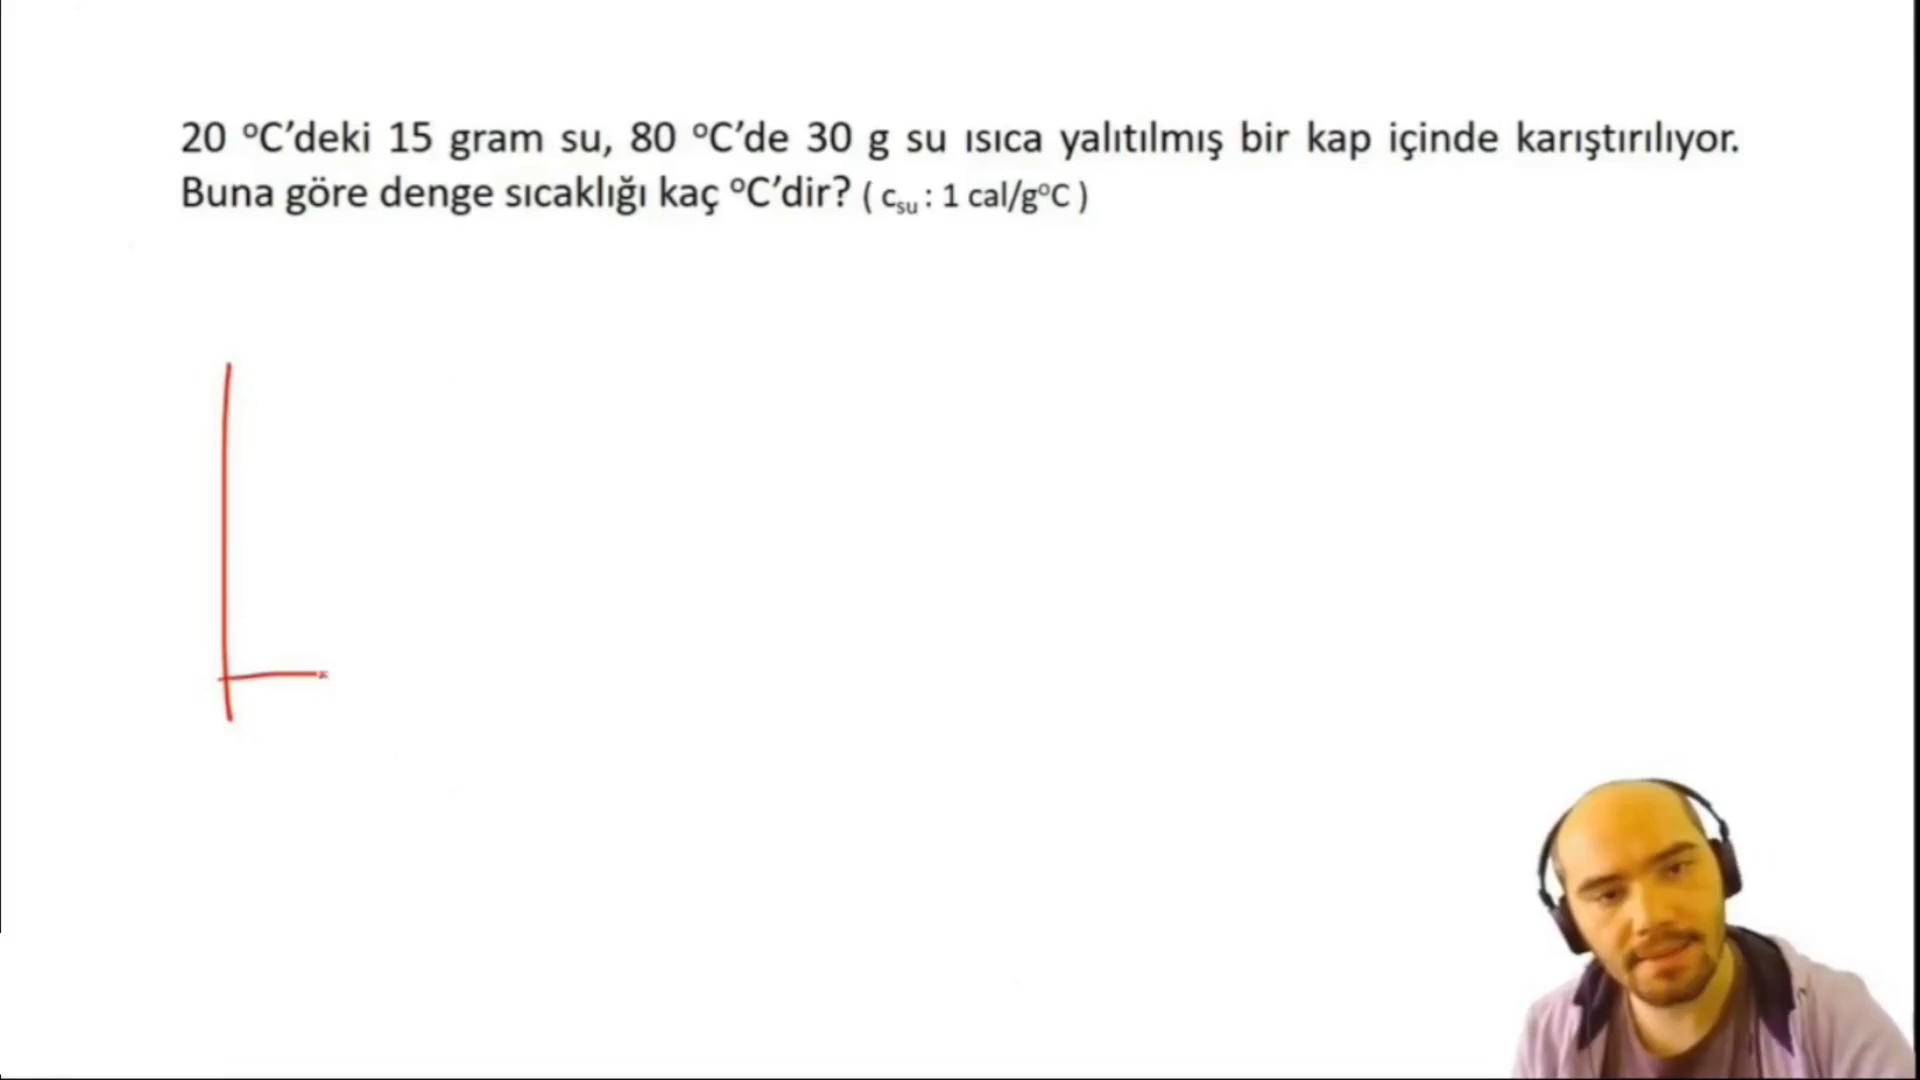 20 °C’deki 15 gram su, 80 °C’de 30 g su ısıca yalıtılmış bir kap içinde karıştırılıyor.
Buna göre denge sıcaklığı kaç °C’dir? ( csu : 1 cal/g°C )